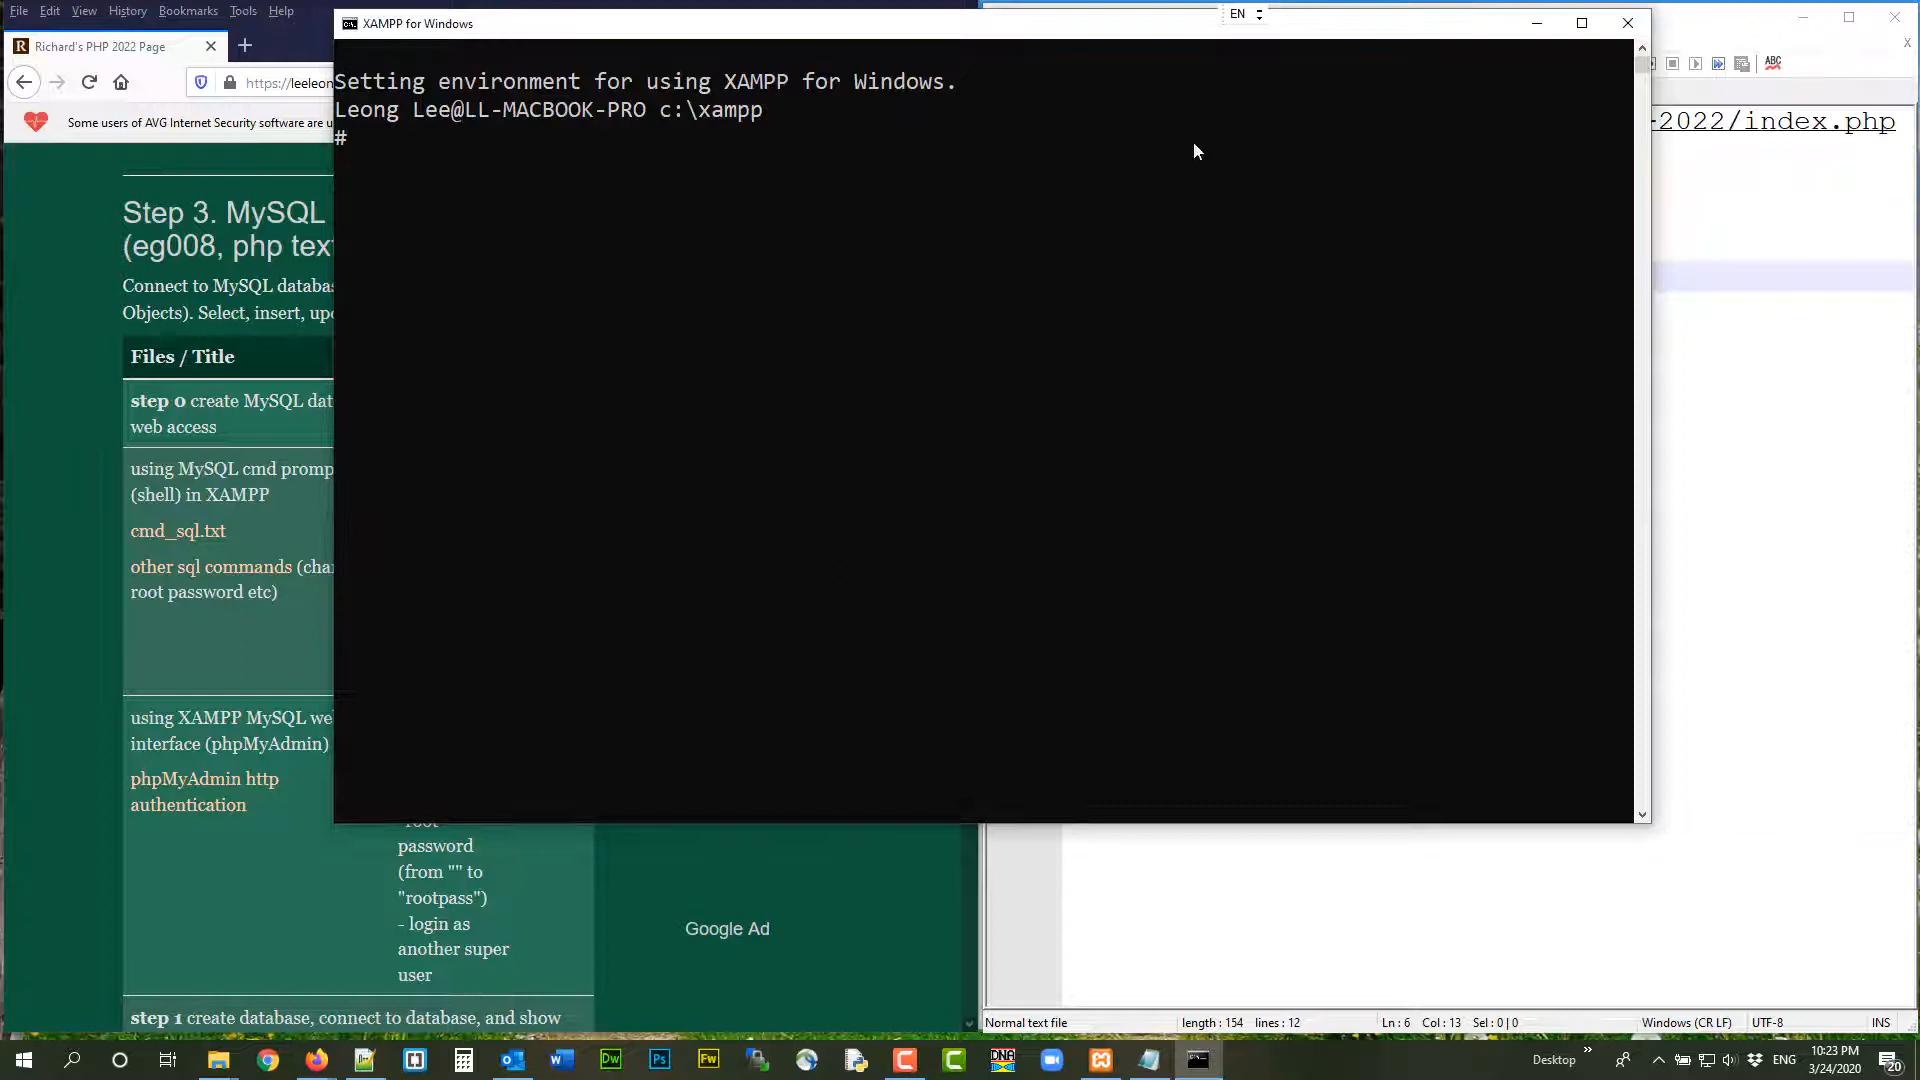 File Edit View History Bookmarks Tools Help
Richard's PHP 2022 Page
https://leeleon
Some users of AVG Internet Security software are u
XAMPP for Windows
EN
Setting environment for using XAMPP for Windows.
Leong Lee@LL-MACBOOK-PRO c:\xampp
#
ABC
X
-2022/index.php
Step 3. MySQL
(eg008, php tex
Connect to MySQL databa
Objects). Select, insert, up
Files / Title
step 0 create MySQL dat
web access
using MySQL cmd promp
(shell) in XAMPP
cmd_sql.txt
other sql commands (cha
root password etc)
using XAMPP MySQL we
interface (phpMyAdmin)
phpMyAdmin http
authentication
password
(from "" to
"rootpass")
- login as
another super
user
Google Ad
step 1 create database, connect to database, and show
Normal text file
length : 154 lines : 12
Ln : 6 Col : 13 Sel : 0 | 0
Windows (CR LF)
UTF-8
INS
Dw
Ps
Fw
DNA
Desktop
ENG
10:23 PM
3/24/2020
20